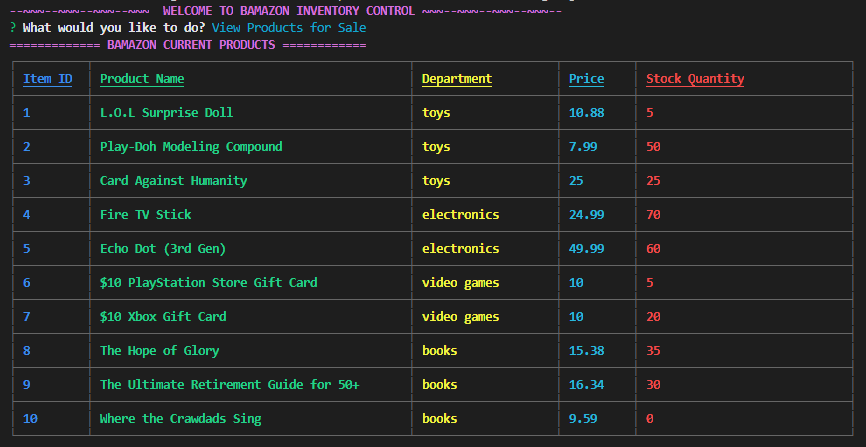 --~~~--~~~--~~~--~~~  WELCOME TO BAMAZON INVENTORY CONTROL ~~~--~~~--~~~--~~~--
? What would you like to do? View Products for Sale
============= BAMAZON CURRENT PRODUCTS ============
Item ID Product Name Department Price Stock Quantity
1 L.O.L Surprise Doll toys 10.88 5
2 Play-Doh Modeling Compound toys 7.99 50
3 Card Against Humanity toys 25 25
4 Fire TV Stick electronics 24.99 70
5 Echo Dot (3rd Gen) electronics 49.99 60
6 $10 PlayStation Store Gift Card video games 10 5
7 $10 Xbox Gift Card video games 10 20
8 The Hope of Glory books 15.38 35
9 The Ultimate Retirement Guide for 50+ books 16.34 30
10 Where the Crawdads Sing books 9.59 0